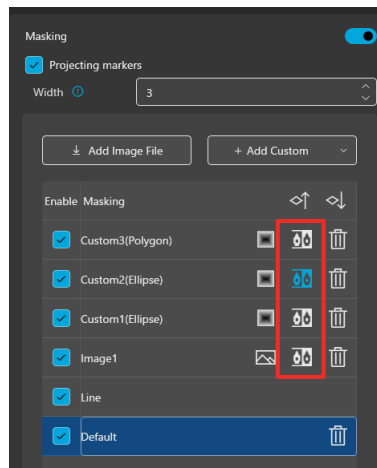 Masking
Projecting markers
Width
3
Add Image File
+ Add Custom
Enable Masking
Custom3(Polygon)
Custom2(Ellipse)
Custom1(Ellipse)
Image1
Line
Default